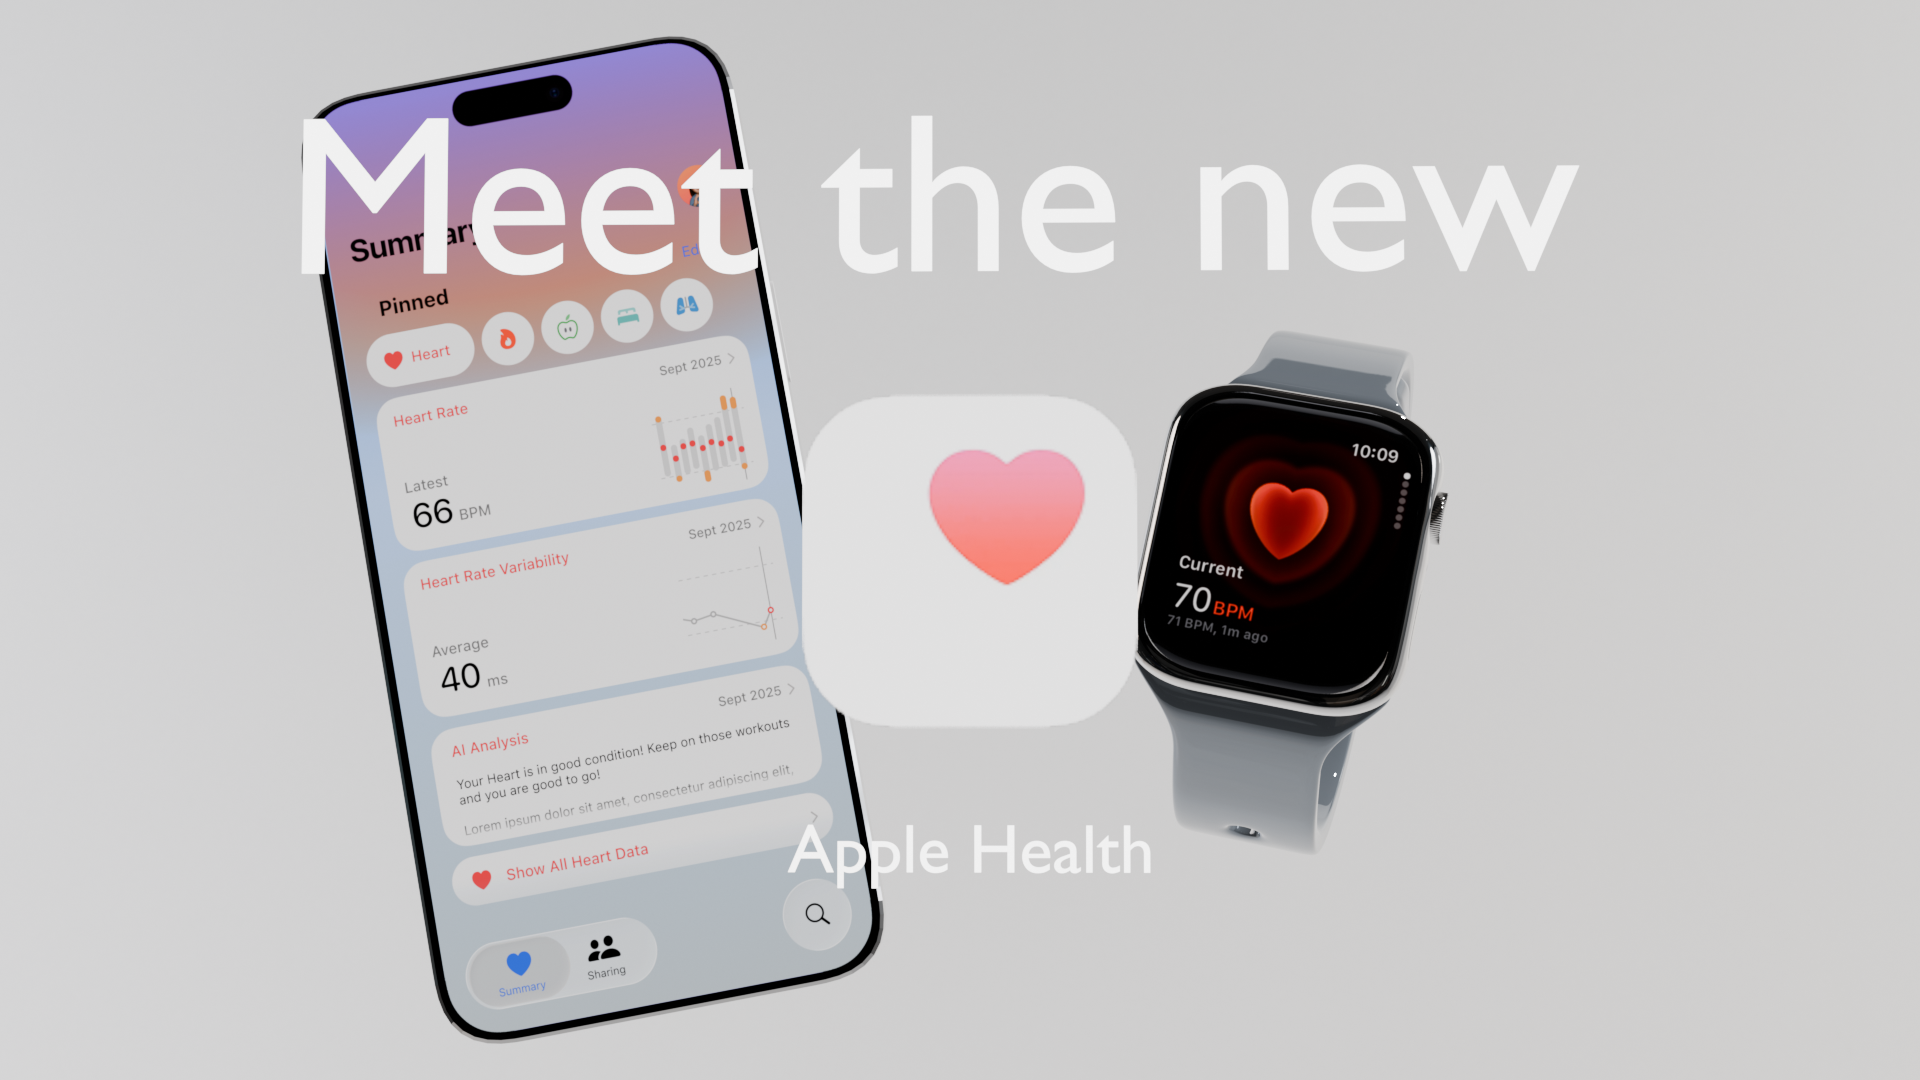 Meet the new
Summary
Pinned
Heart
Sept 2025
Heart Rate
Latest
66 BPM
Sept 2025
Heart Rate Variability
Average
40 ms
Sept 2025
AI Analysis
Your Heart is in good condition! Keep on those workouts
and you are good to go!
Lorem ipsum dolor sit amet, consectetur adipiscing elit,
Show All Heart Data
Summary
Sharing
10:09
Current
70 BPM
71 BPM, 1m ago
Apple Health